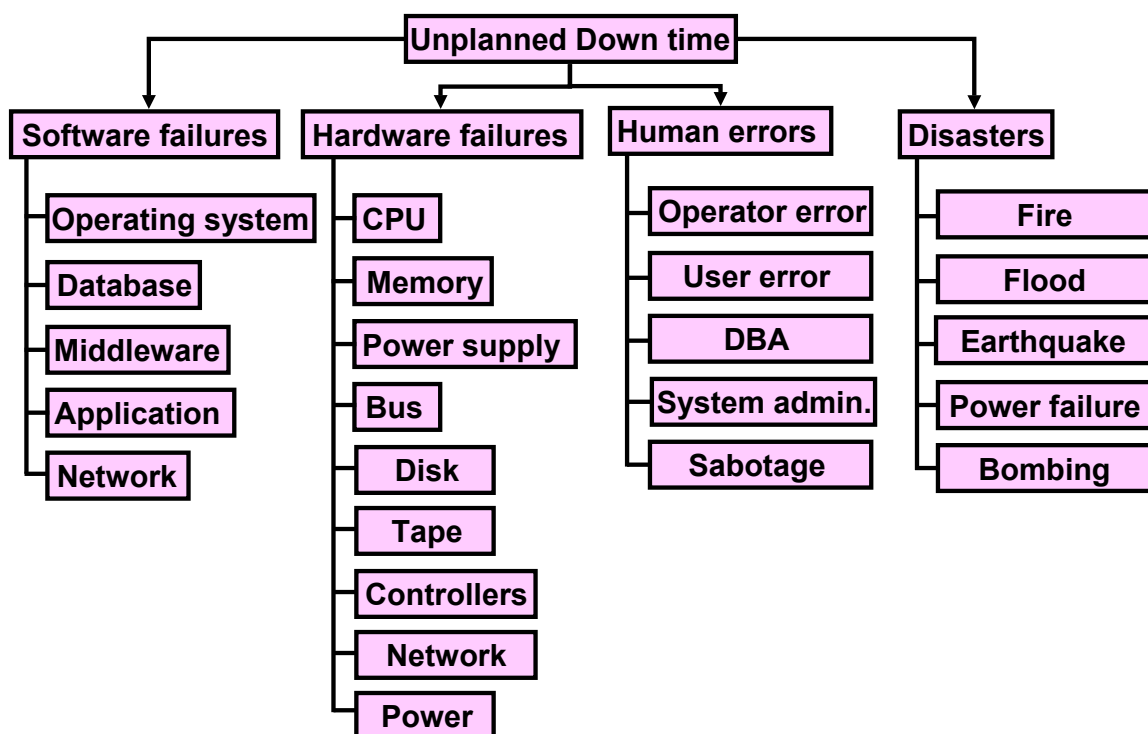 Unplanned Down time
Software failures
Operating system
Database
Middleware
Application
Network
Hardware failures
CPU
Memory
Power supply
Bus
Disk
Tape
Controllers
Network
Power
Human errors
Operator error
User error
DBA
System admin.
Sabotage
Disasters
Fire
Flood
Earthquake
Power failure
Bombing